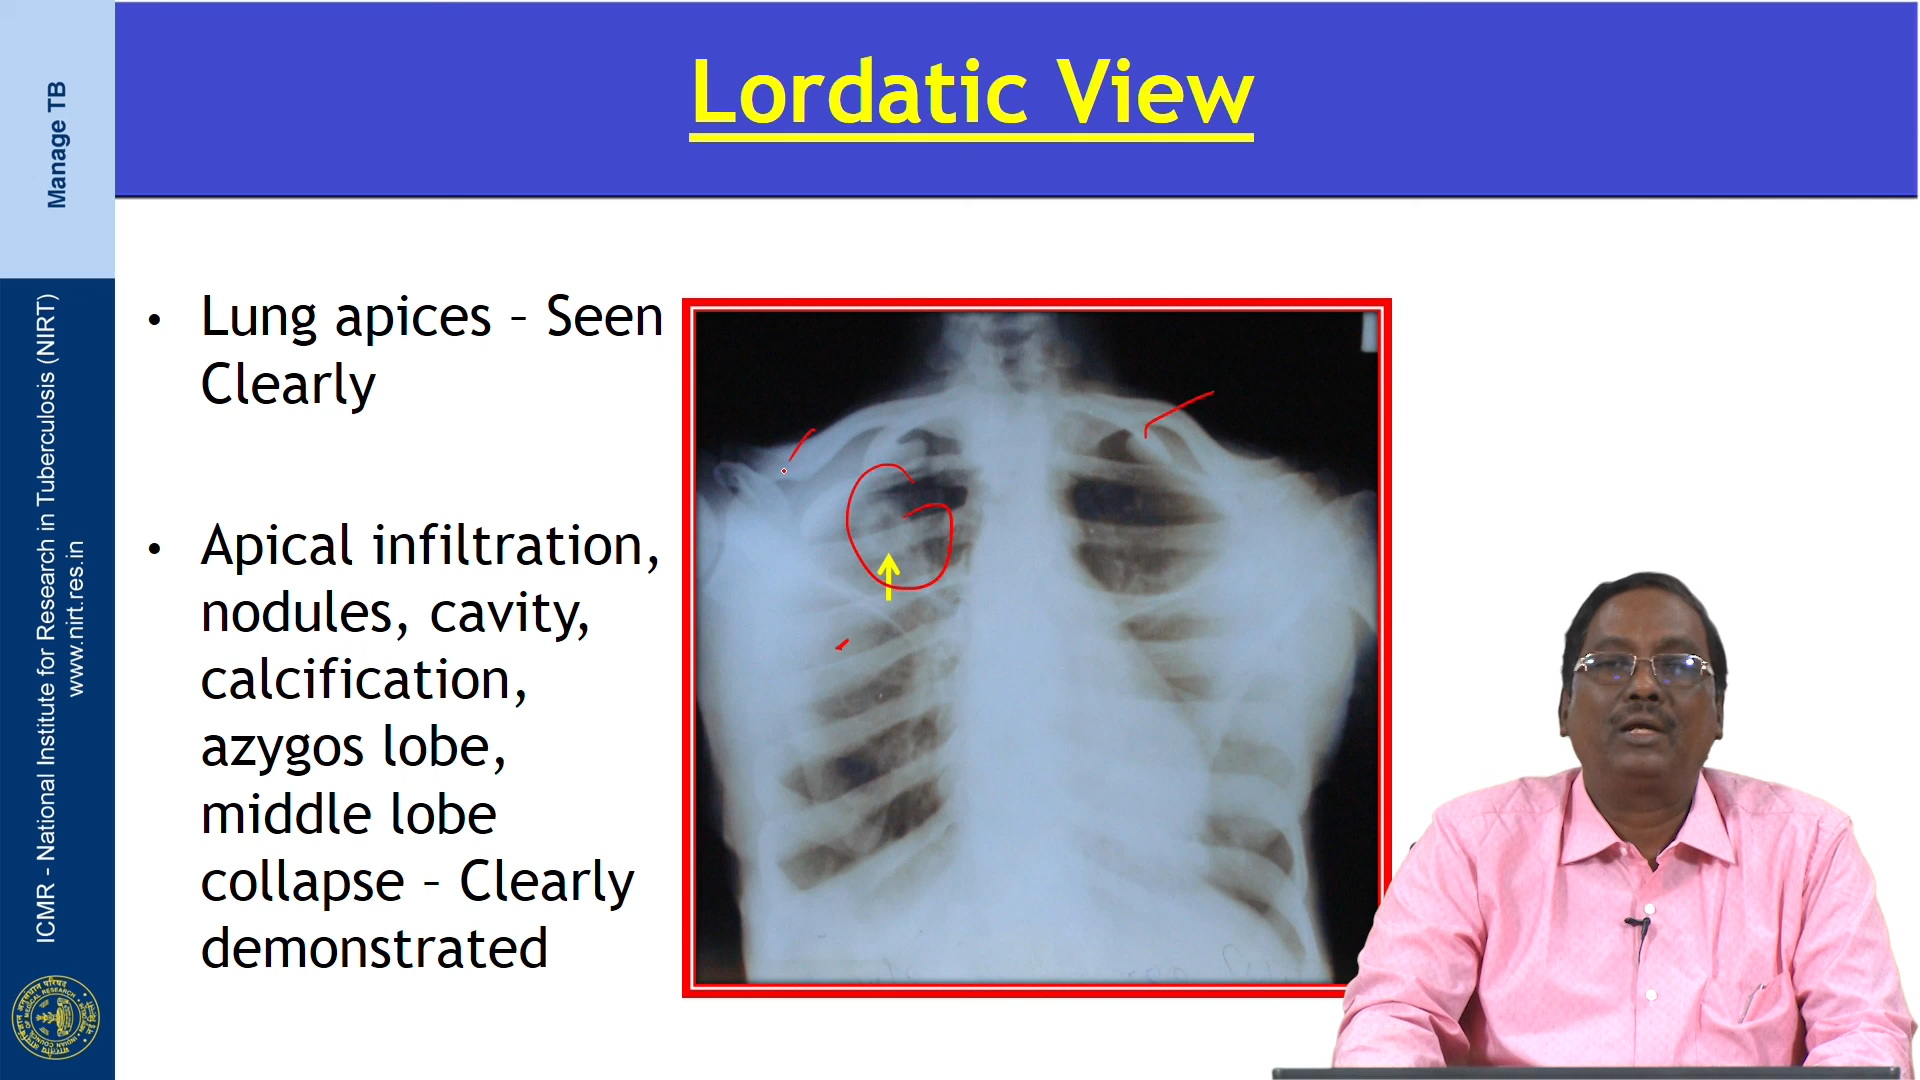 Manage TB
ICMR - National Institute for Research in Tuberculosis (NIRT)
www.nirt.res.in
Lordatic View
• Lung apices – Seen
Clearly
• Apical infiltration,
nodules, cavity,
calcification,
azygos lobe,
middle lobe
collapse – Clearly
demonstrated